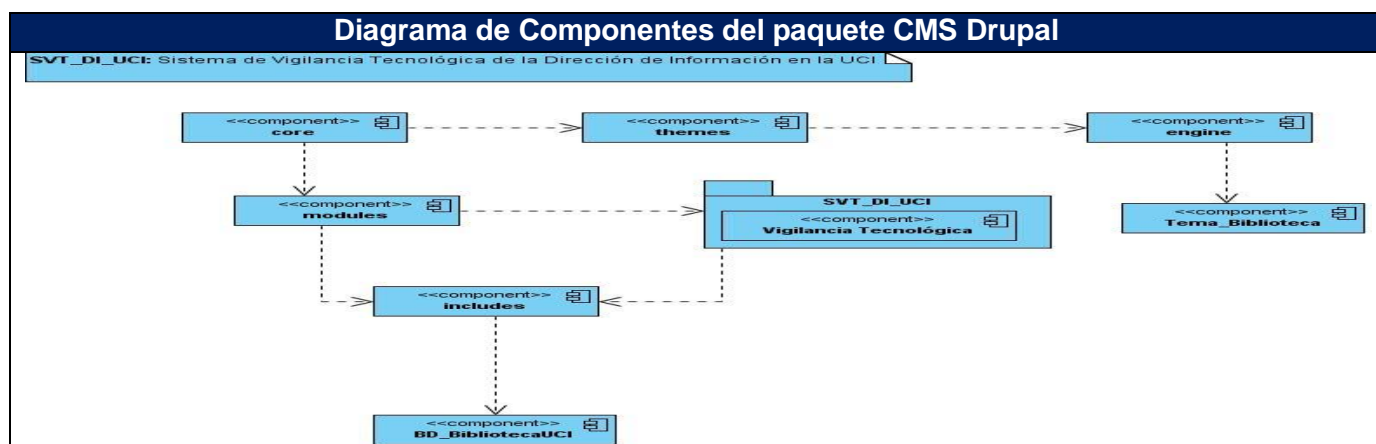 Diagrama de Componentes del paquete CMS Drupal
SVT_DI_UCI: Sistema de Vigilancia Tecnológica de la Dirección de Información en la UCI
<<component>>
core
<<component>>
themes
<<component>>
engine
<<component>>
modules
SVT_DI_UCI
<<component>>
Vigilancia Tecnológica
<<component>>
Tema_Biblioteca
<<component>>
includes
<<component>>
BD_BibliotecaUCI